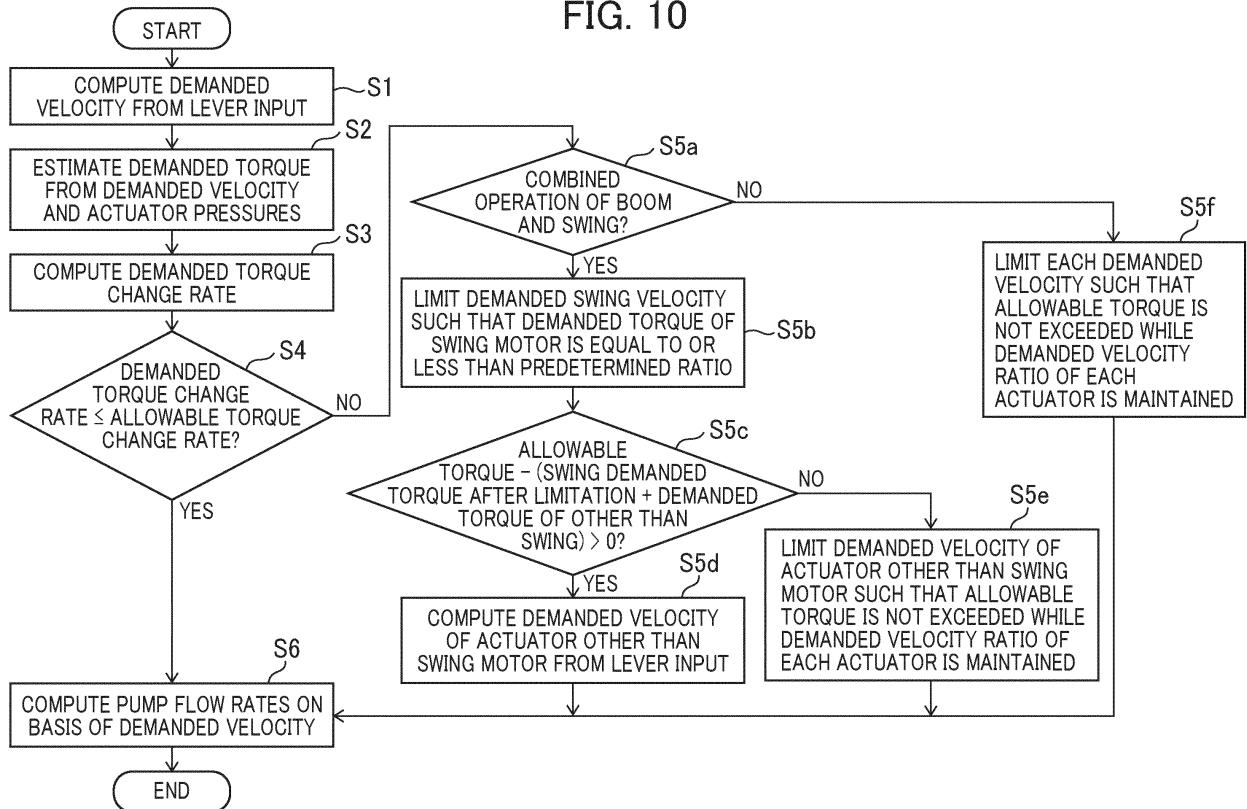 FIG. 10
START
COMPUTE DEMANDED
VELOCITY FROM LEVER INPUT
S1
S2
ESTIMATE DEMANDED TORQUE
FROM DEMANDED VELOCITY
AND ACTUATOR PRESSURES
S3
COMPUTE DEMANDED TORQUE
CHANGE RATE
S4
DEMANDED
TORQUE CHANGE
RATE ≤ ALLOWABLE TORQUE
CHANGE RATE?
NO
YES
S5a
COMBINED
OPERATION OF BOOM
AND SWING?
NO
YES
LIMIT DEMANDED SWING VELOCITY
SUCH THAT DEMANDED TORQUE OF
SWING MOTOR IS EQUAL TO OR
LESS THAN PREDETERMINED RATIO
S5b
S5c
ALLOWABLE
TORQUE − (SWING DEMANDED
TORQUE AFTER LIMITATION + DEMANDED
TORQUE OF OTHER THAN
SWING) > 0?
NO
YES
S5d
COMPUTE DEMANDED VELOCITY
OF ACTUATOR OTHER THAN
SWING MOTOR FROM LEVER INPUT
S5e
LIMIT DEMANDED VELOCITY OF
ACTUATOR OTHER THAN SWING
MOTOR SUCH THAT ALLOWABLE
TORQUE IS NOT EXCEEDED WHILE
DEMANDED VELOCITY RATIO OF
EACH ACTUATOR IS MAINTAINED
S5f
LIMIT EACH DEMANDED
VELOCITY SUCH THAT
ALLOWABLE TORQUE IS
NOT EXCEEDED WHILE
DEMANDED VELOCITY
RATIO OF EACH
ACTUATOR IS MAINTAINED
S6
COMPUTE PUMP FLOW RATES ON
BASIS OF DEMANDED VELOCITY
END